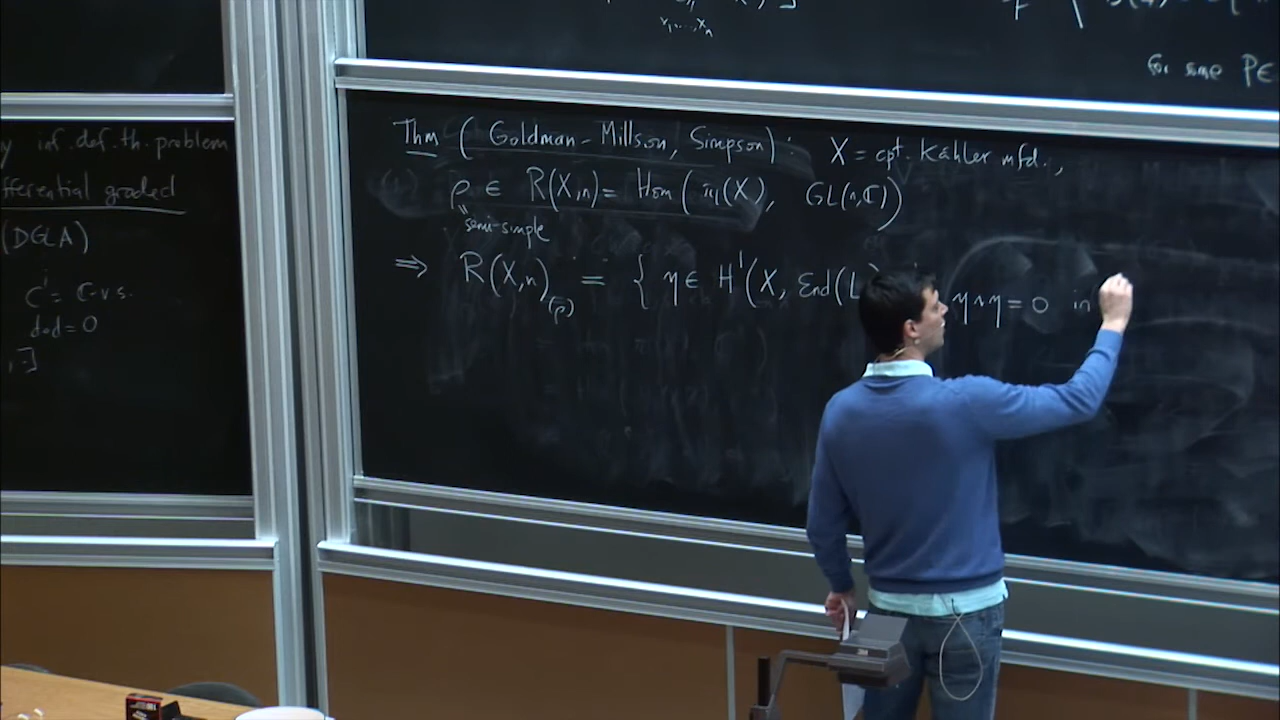 x₁,...,xₙ
for some P∈
y inf. def. th. problem
fferential graded
(DGLA)
Cⁱ = ℂ-v.s.
d∘d = 0
, ·]
Thm (Goldman-Millson, Simpson): X = cpt. Kähler mfd.,
ρ ∈ R(X,n) = Hom(π₁(X), GL(n,ℂ))
semi-simple
⇒ R(X,n)₍ρ₎ = { η ∈ H¹(X, End(L) η∧η = 0 in